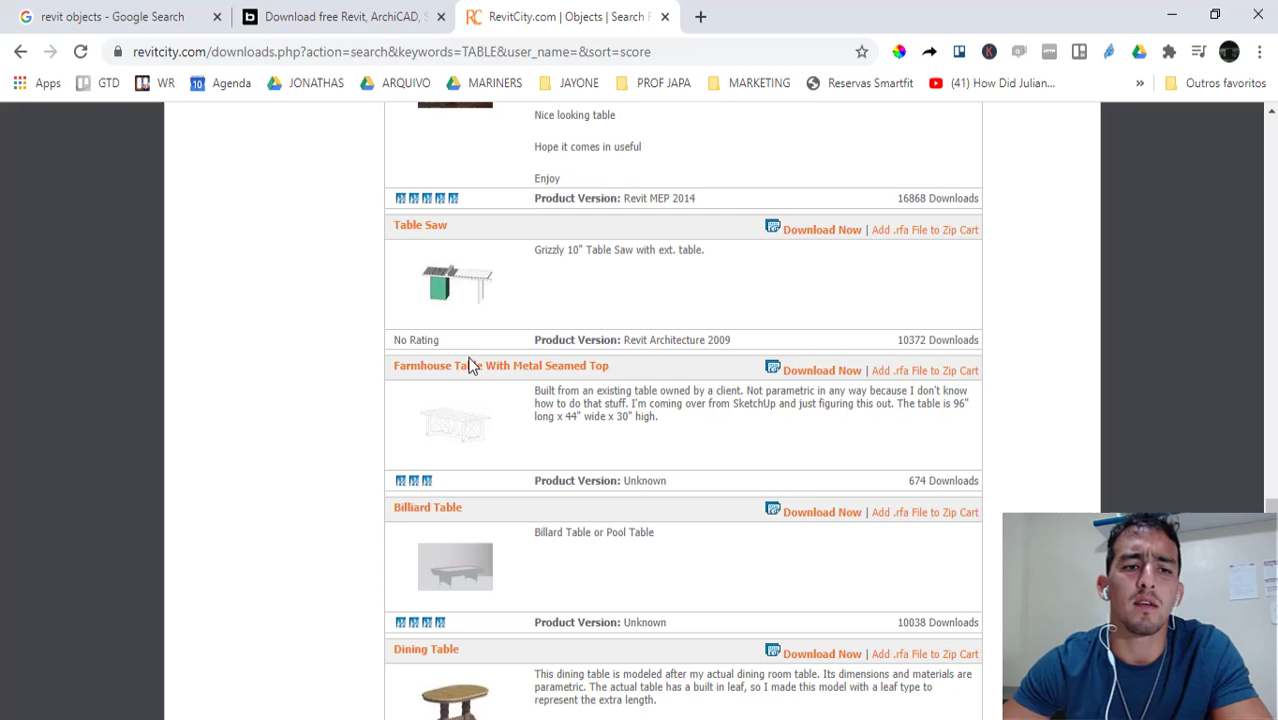 revit objects - Google Search
Download free Revit, ArchiCAD, S
RevitCity.com | Objects | Search R
revitcity.com/downloads.php?action=search&keywords=TABLE&user_name=&sort=score
Apps
GTD
WR
Agenda
JONATHAS
ARQUIVO
MARINERS
JAYONE
PROF JAPA
MARKETING
Reservas Smartfit
(41) How Did Julian...
»
Outros favoritos
Nice looking table
Hope it comes in useful
Enjoy
Product Version: Revit MEP 2014
16868 Downloads
Table Saw
Download Now | Add .rfa File to Zip Cart
Grizzly 10" Table Saw with ext. table.
No Rating
Product Version: Revit Architecture 2009
10372 Downloads
Farmhouse Table With Metal Seamed Top
Download Now | Add .rfa File to Zip Cart
Built from an existing table owned by a client. Not parametric in any way because I don't know
how to do that stuff. I'm coming over from SketchUp and just figuring this out. The table is 96"
long x 44" wide x 30" high.
Product Version: Unknown
674 Downloads
Billiard Table
Download Now | Add .rfa File to Zip Cart
Billard Table or Pool Table
Product Version: Unknown
10038 Downloads
Dining Table
Download Now | Add .rfa File to Zip Cart
This dining table is modeled after my actual dining room table. Its dimensions and materials are
parametric. The actual table has a built in leaf, so I made this model with a leaf type to
represent the extra length.